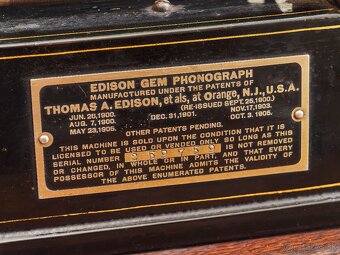 EDISON GEM PHONOGRAPH
MANUFACTURED UNDER THE PATENTS OF
THOMAS A. EDISON, et als, at Orange, N.J., U.S.A.
(RE-ISSUED SEPT. 25, 1900.)
JUN. 26, 1900. DEC. 31, 1901. NOV. 17, 1903.
AUG. 7, 1900. OCT. 3, 1905.
MAY 23, 1905.
OTHER PATENTS PENDING.
THIS MACHINE IS SOLD UPON THE CONDITION THAT IT IS
LICENSED TO BE USED OR VENDED ONLY SO LONG AS THIS
SERIAL NUMBER IS NOT REMOVED
OR CHANGED, IN WHOLE OR IN PART, AND THAT EVERY
POSSESSOR OF THIS MACHINE ADMITS THE VALIDITY OF
THE ABOVE ENUMERATED PATENTS.